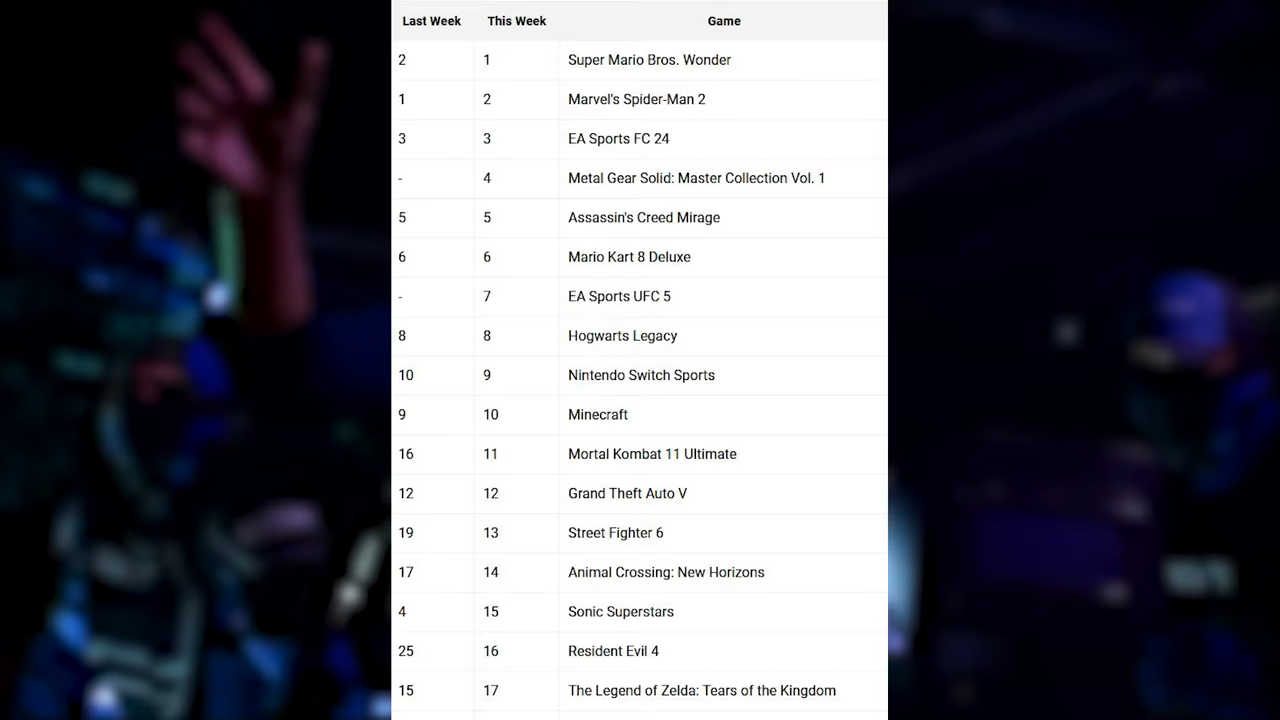 Last Week This Week Game
2 1 Super Mario Bros. Wonder
1 2 Marvel's Spider-Man 2
3 3 EA Sports FC 24
- 4 Metal Gear Solid: Master Collection Vol. 1
5 5 Assassin's Creed Mirage
6 6 Mario Kart 8 Deluxe
- 7 EA Sports UFC 5
8 8 Hogwarts Legacy
10 9 Nintendo Switch Sports
9 10 Minecraft
16 11 Mortal Kombat 11 Ultimate
12 12 Grand Theft Auto V
19 13 Street Fighter 6
17 14 Animal Crossing: New Horizons
4 15 Sonic Superstars
25 16 Resident Evil 4
15 17 The Legend of Zelda: Tears of the Kingdom